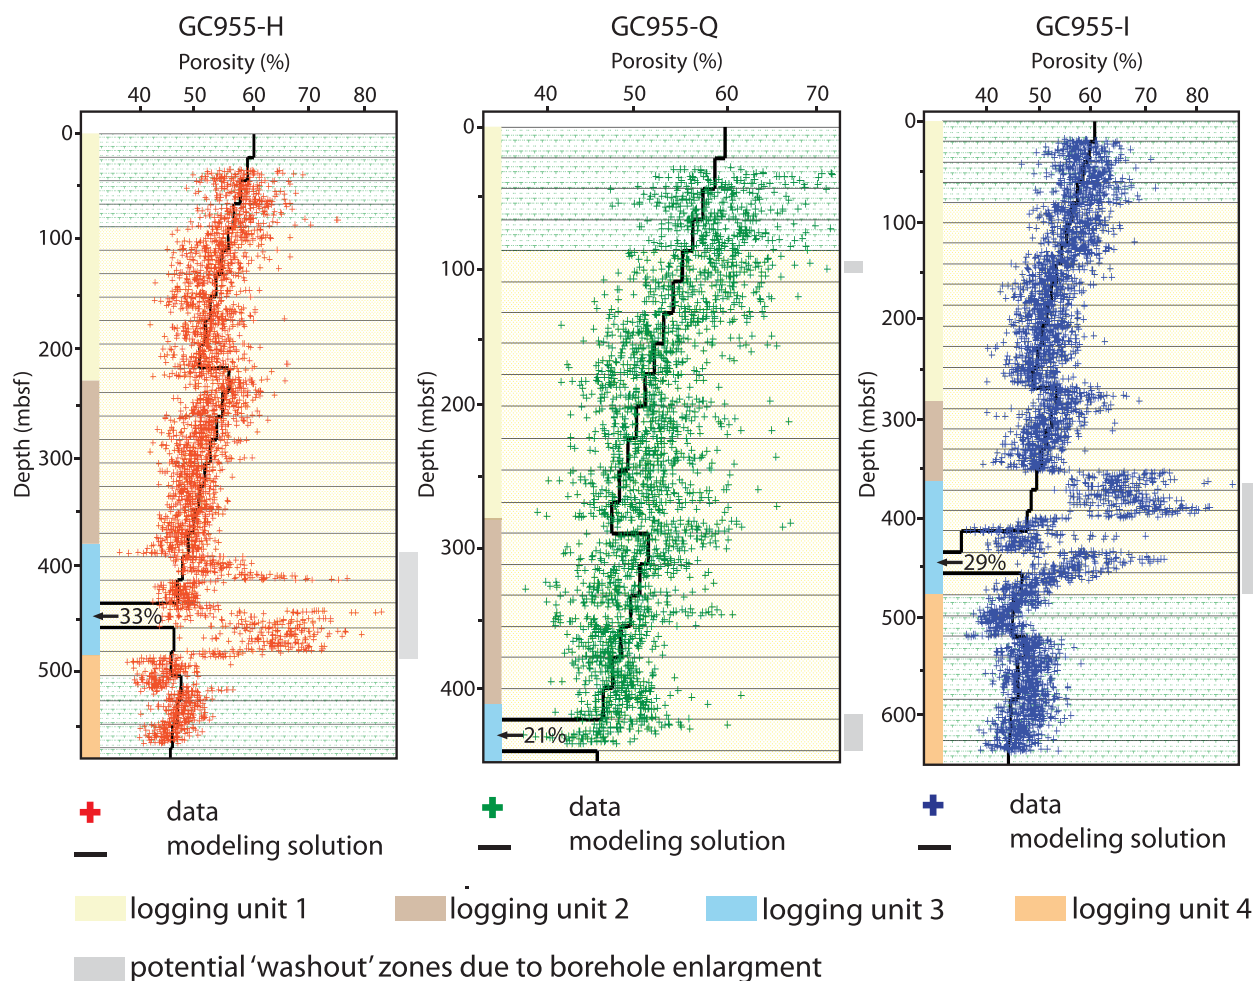 GC955-H
GC955-Q
GC955-I
Porosity (%)
Porosity (%)
Porosity (%)
40 50 60 70 80
40 50 60 70
40 50 60 70 80
Depth (mbsf)
0
100
200
300
400
500
33%
Depth (mbsf)
0
100
200
300
400
21%
Depth (mbsf)
0
100
200
300
400
500
600
29%
data
modeling solution
data
modeling solution
data
modeling solution
logging unit 1
logging unit 2
logging unit 3
logging unit 4
potential ‘washout’ zones due to borehole enlargment